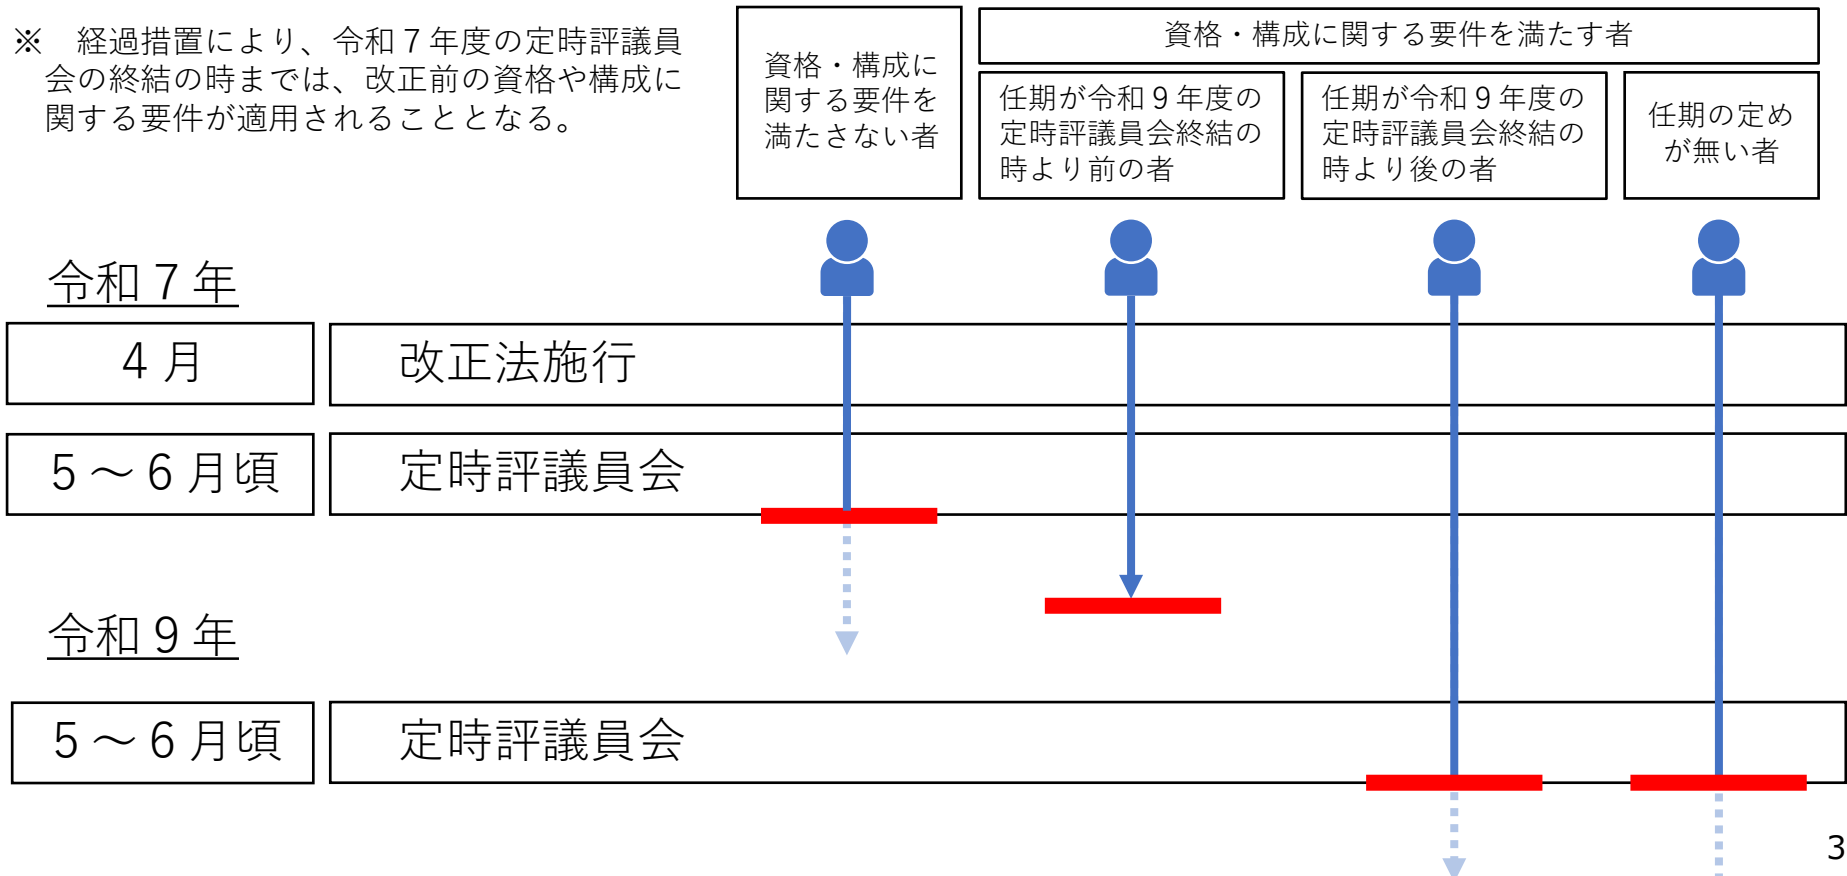 ※　経過措置により、令和７年度の定時評議員
会の終結の時までは、改正前の資格や構成に
関する要件が適用されることとなる。
資格・構成に
関する要件を
満たさない者
資格・構成に関する要件を満たす者
任期が令和９年度の
定時評議員会終結の
時より前の者
任期が令和９年度の
定時評議員会終結の
時より後の者
任期の定め
が無い者
令和７年
４月
改正法施行
５～６月頃
定時評議員会
令和９年
５～６月頃
定時評議員会
3